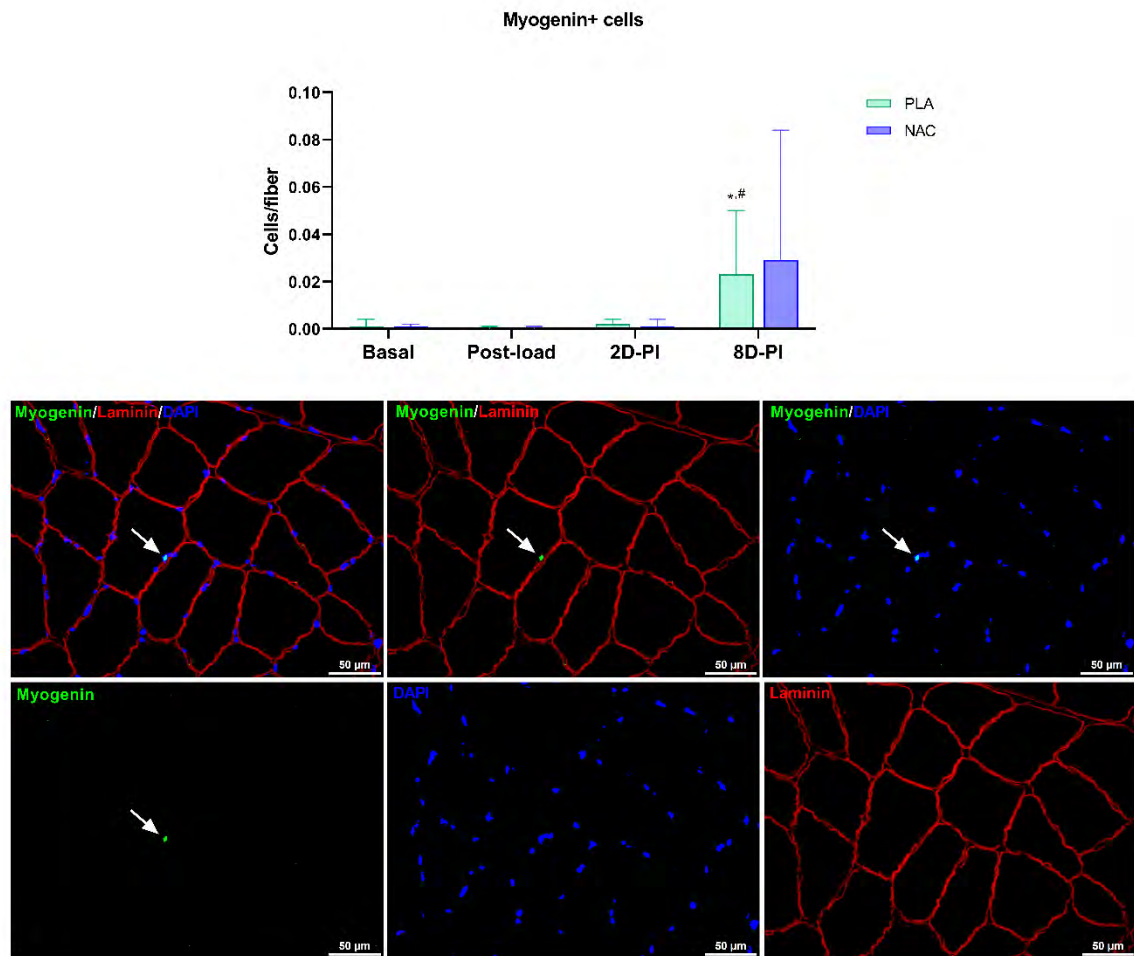 Myogenin+ cells
0.10
0.08
0.06
0.04
0.02
0.00
Cells/fiber
*,#
PLA
NAC
Basal Post-load 2D-PI 8D-PI
Myogenin/Laminin/DAPI
50 µm
Myogenin/Laminin
50 µm
Myogenin/DAPI
50 µm
Myogenin
50 µm
DAPI
50 µm
Laminin
50 µm